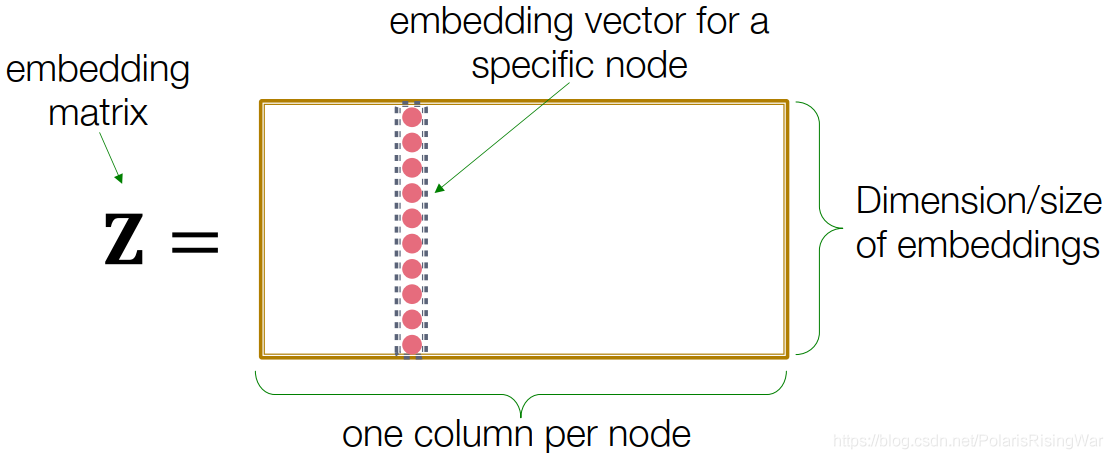 embedding vector for a
specific node
embedding
matrix
Z =
Dimension/size
of embeddings
one column per node
https://blog.csdn.net/PolarisRisingWar